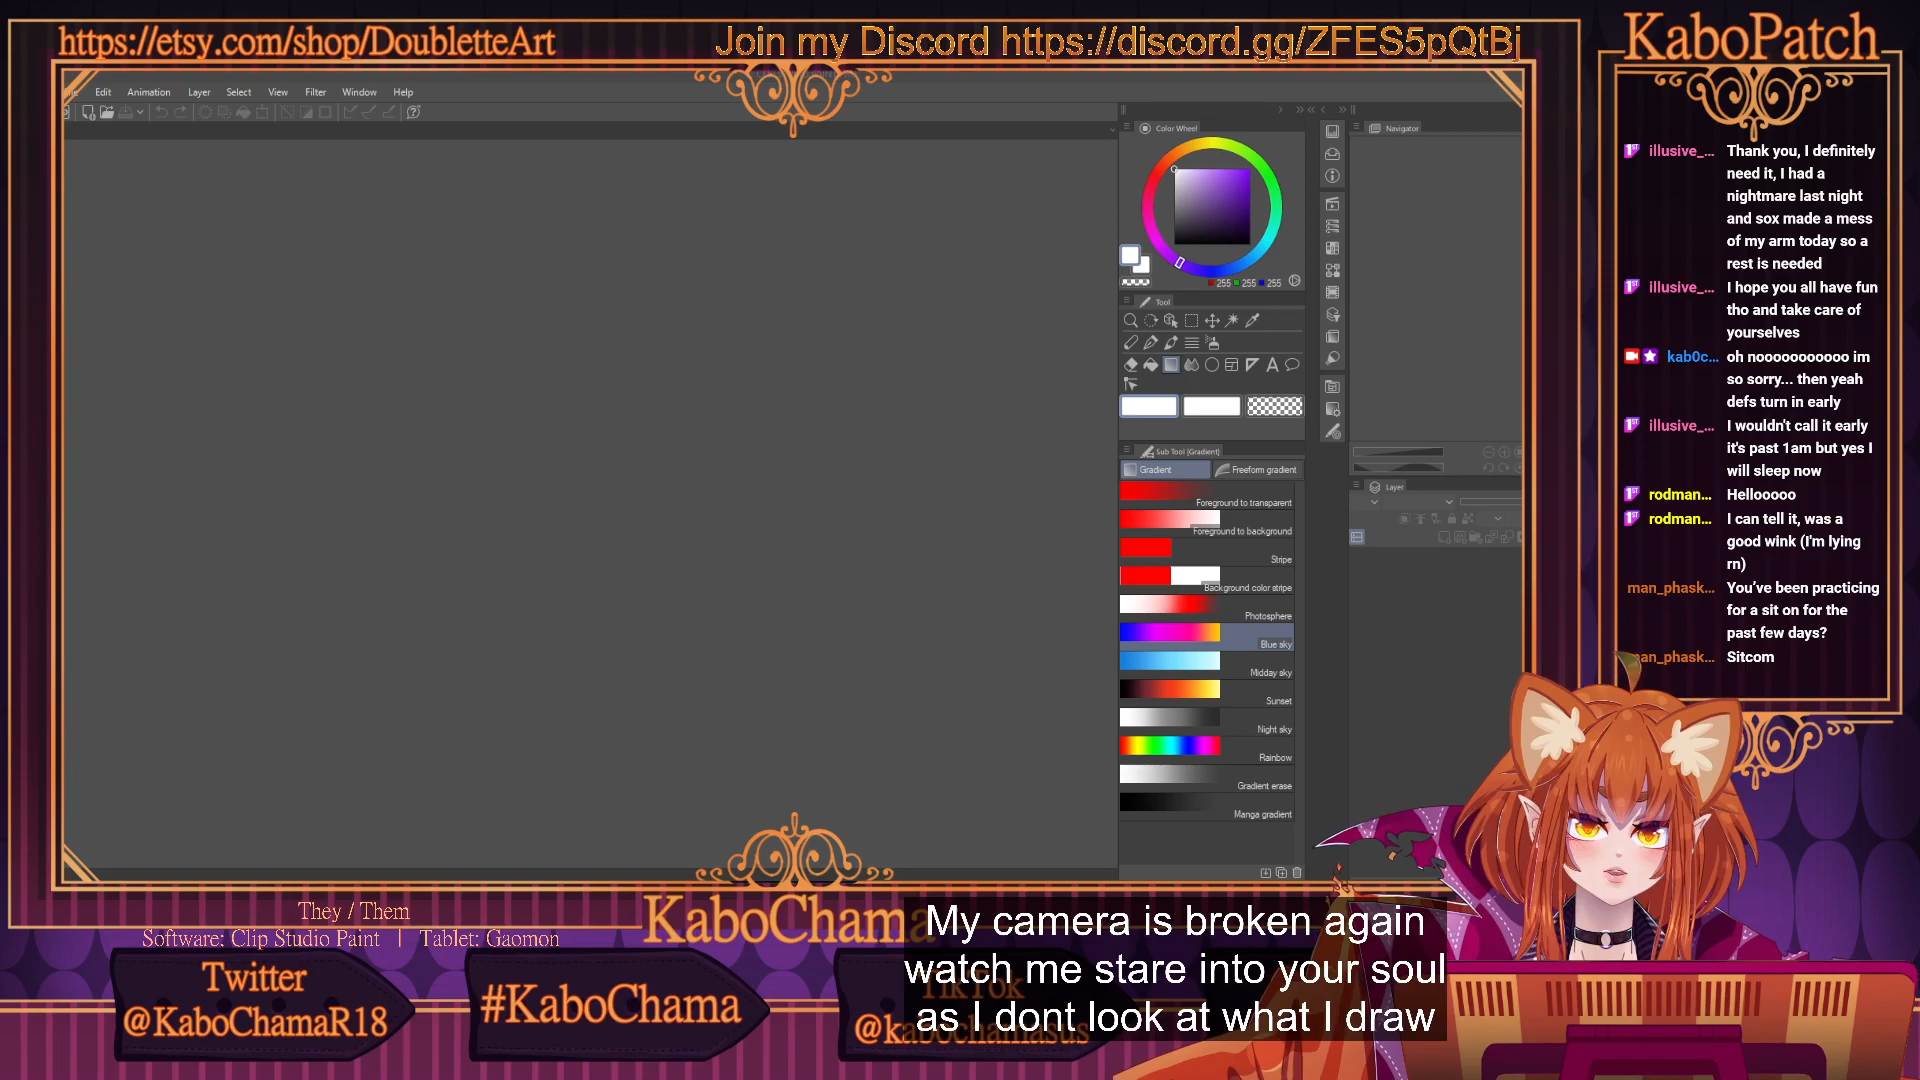 https://etsy.com/shop/DoubletteArt
Join my Discord https://discord.gg/ZFES5pQtBj
KaboPatch
Edit Animation Layer Select View Filter Window Help
Color Wheel
255 255 255
Navigator
Tool
Sub Tool [Gradient]
Gradient Freeform gradient
Foreground to transparent
Foreground to background
Stripe
Background color stripe
Photosphere
Blue sky
Midday sky
Sunset
Night sky
Rainbow
Gradient erase
Manga gradient
Layer
illusive_... Thank you, I definitely
need it, I had a
nightmare last night
and sox made a mess
of my arm today so a
rest is needed
illusive_... I hope you all have fun
tho and take care of
yourselves
kab0c... oh nooooooooooo im
so sorry... then yeah
defs turn in early
illusive_... I wouldn't call it early
it's past 1am but yes I
will sleep now
rodman... Hellooooo
rodman... I can tell it, was a
good wink (I'm lying
rn)
man_phask... You've been practicing
for a sit on for the
past few days?
man_phask... Sitcom
They / Them
Software: Clip Studio Paint | Tablet: Gaomon
KaboChama
Twitter
@KaboChamaR18
#KaboChama
TikTok
@kabochamasus
My camera is broken again
watch me stare into your soul
as I dont look at what I draw